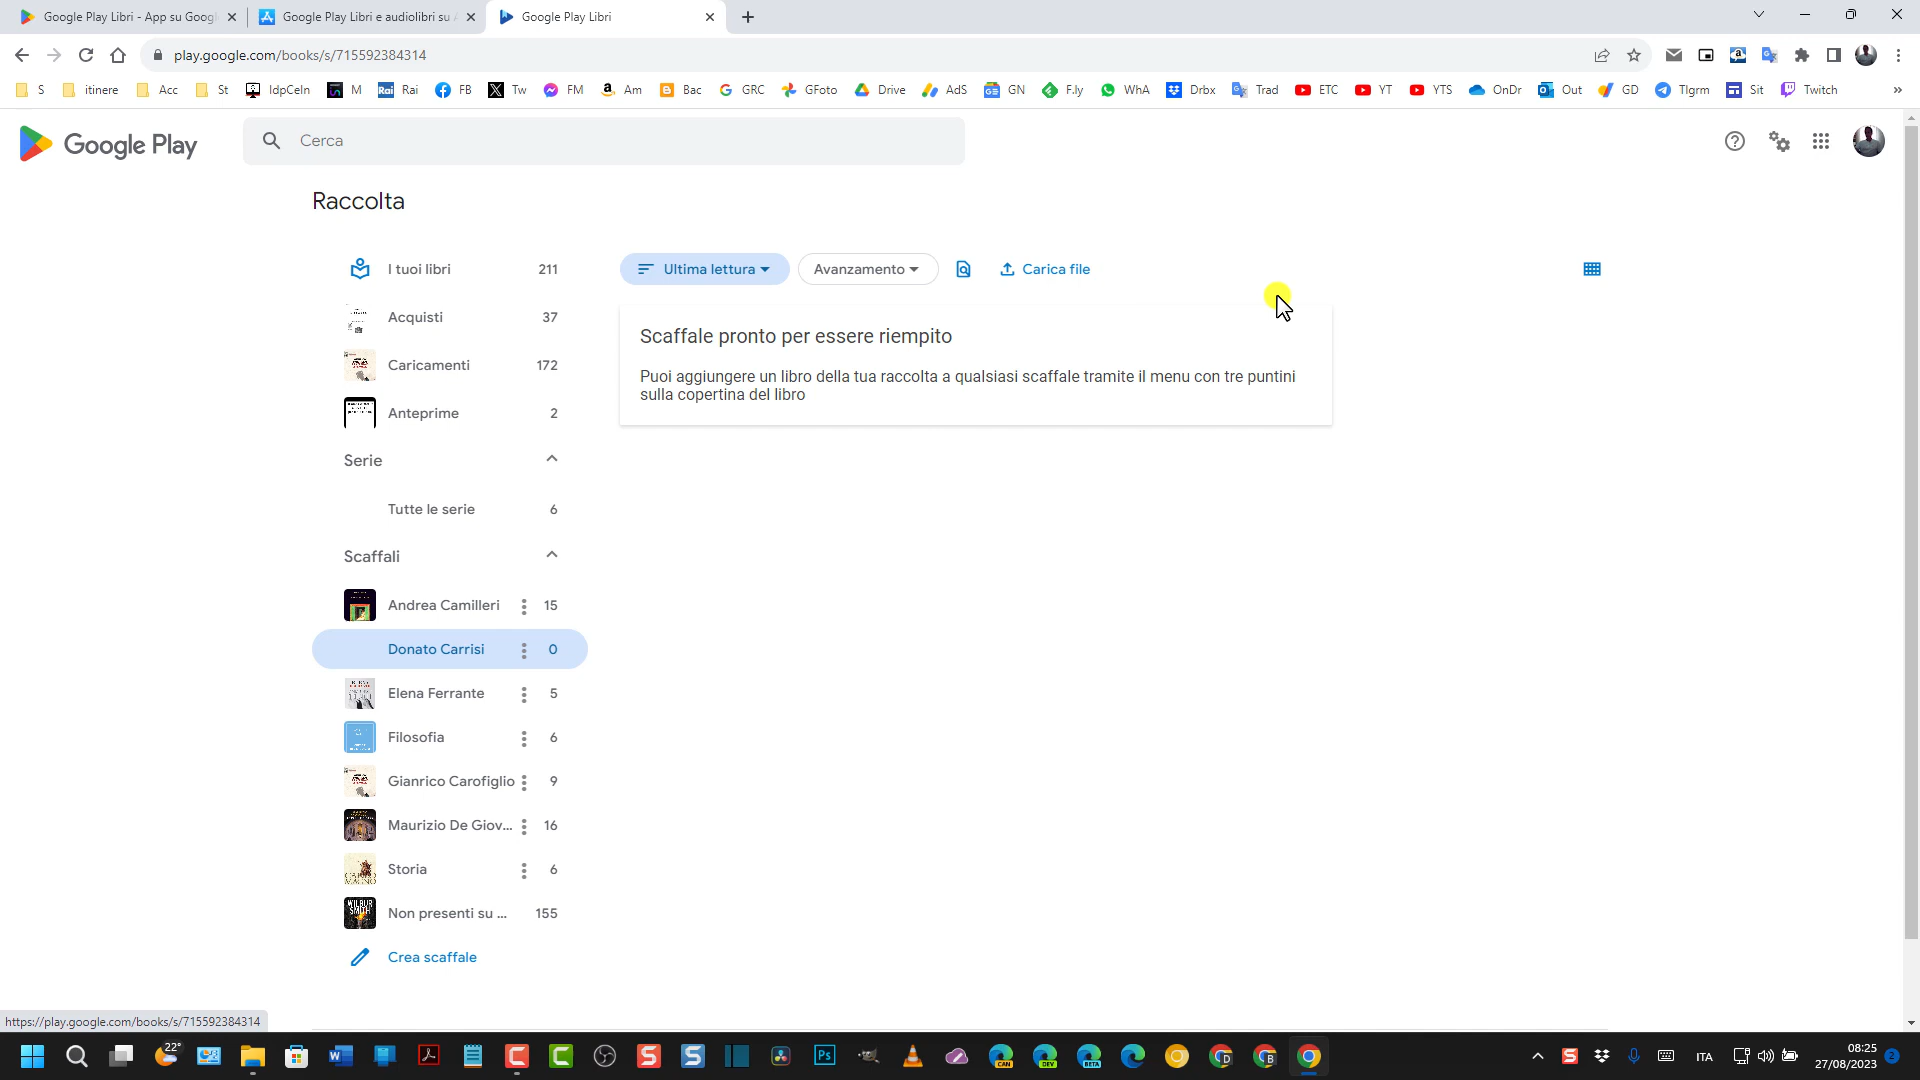 Google Play Libri - App su Googl
Google Play Libri e audiolibri su A
Google Play Libri
play.google.com/books/s/715592384314
S itinere Acc St IdpCeIn M Rai FB Tw FM Am Bac GRC GFoto Drive AdS GN F.ly WhA Drbx Trad ETC YT YTS OnDr Out GD Tlgrm Sit Twitch »
Google Play
Cerca
Raccolta
I tuoi libri 211
Ultima lettura
Avanzamento
Carica file
Acquisti 37
Scaffale pronto per essere riempito
Puoi aggiungere un libro della tua raccolta a qualsiasi scaffale tramite il menu con tre puntini
sulla copertina del libro
Caricamenti 172
Anteprime 2
Serie
Tutte le serie 6
Scaffali
Andrea Camilleri 15
Donato Carrisi 0
Elena Ferrante 5
Filosofia 6
Gianrico Carofiglio 9
Maurizio De Giov... 16
Storia 6
Non presenti su ... 155
Crea scaffale
https://play.google.com/books/s/715592384314
22°
ITA
08:25
27/08/2023
2